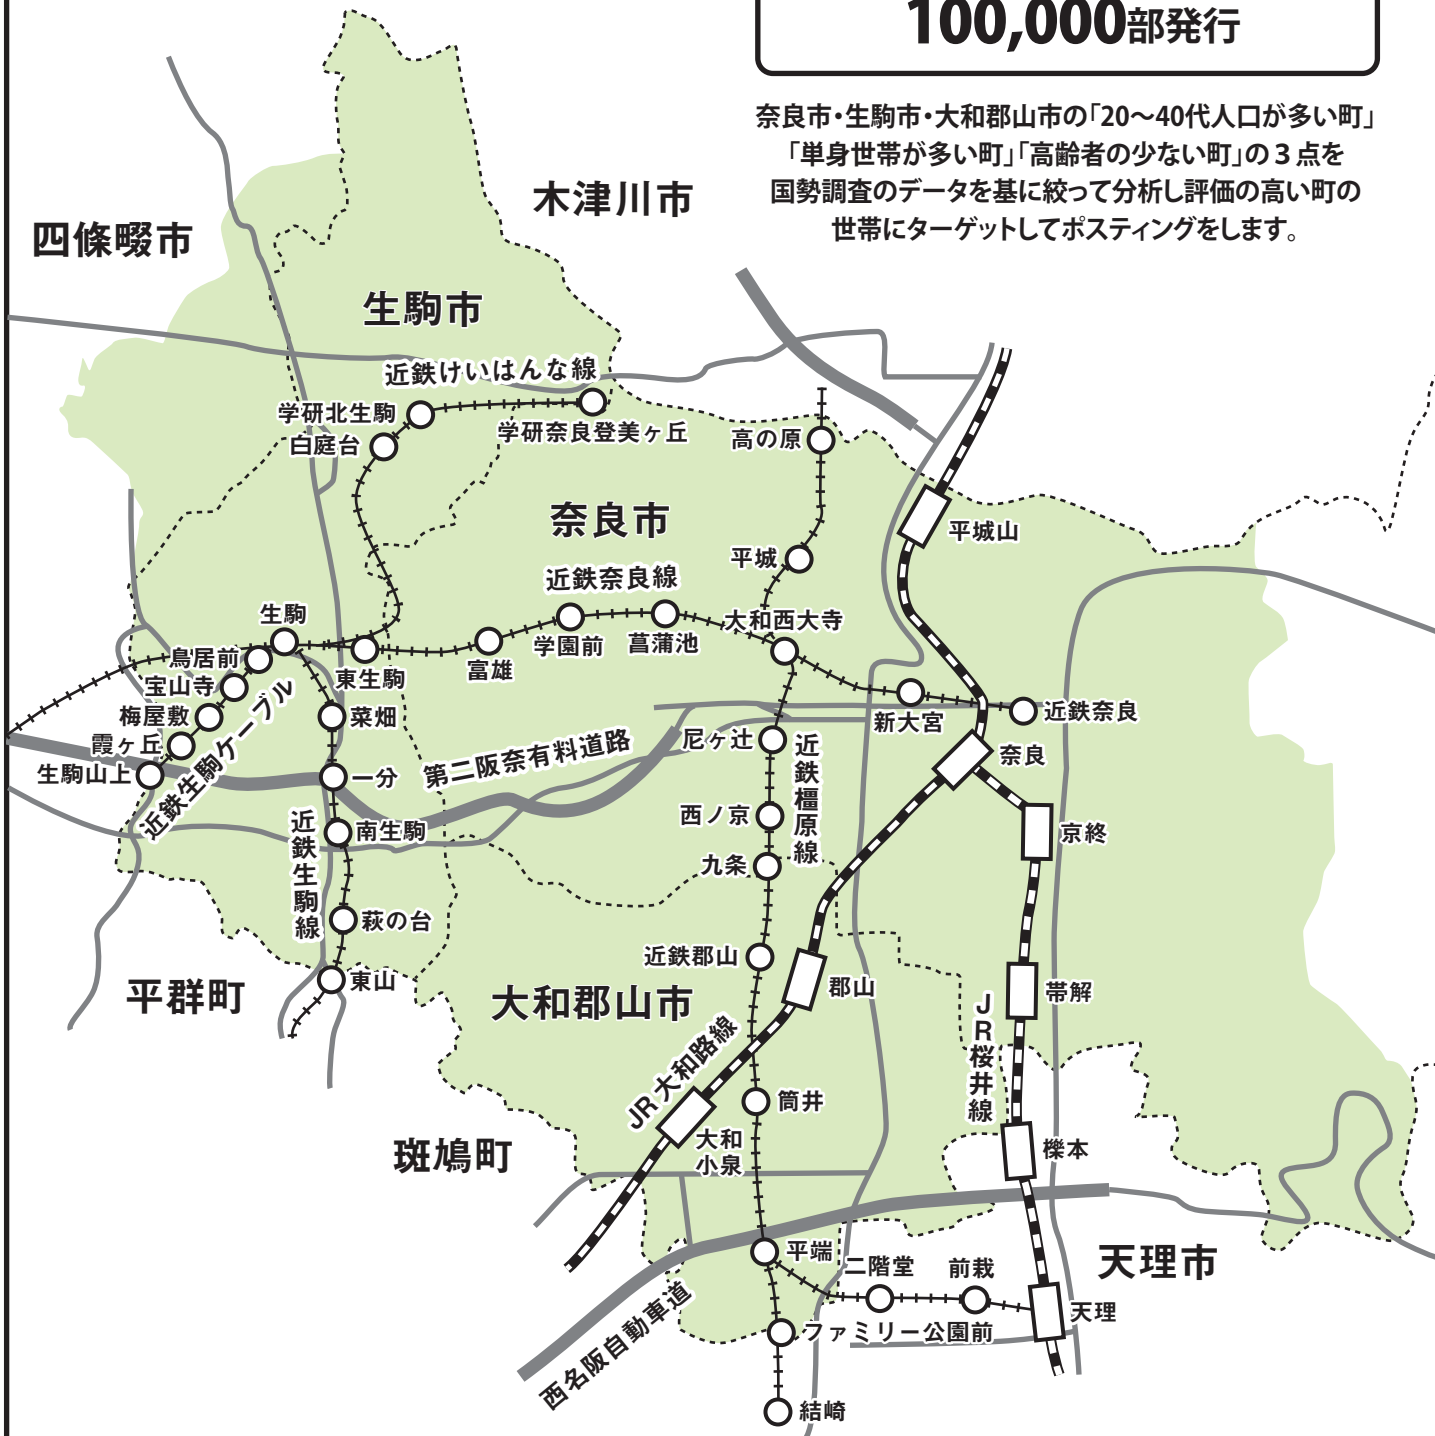 100,000部発行
奈良市・生駒市・大和郡山市の「20〜40代人口が多い町」
「単身世帯が多い町」「高齢者の少ない町」の3点を
国勢調査のデータを基に絞って分析し評価の高い町の
世帯にターゲットしてポスティングをします。
木津川市
四條畷市
生駒市
近鉄けいはんな線
学研北生駒
学研奈良登美ヶ丘
白庭台
高の原
奈良市
平城山
平城
近鉄奈良線
生駒
大和西大寺
鳥居前
学園前
菖蒲池
東生駒
富雄
宝山寺
梅屋敷
菜畑
新大宮
近鉄奈良
霞ヶ丘
尼ヶ辻
第二阪奈有料道路
近鉄橿原線
奈良
生駒山上
近鉄生駒ケーブル
一分
西ノ京
南生駒
京終
近鉄生駒線
九条
萩の台
近鉄郡山
東山
郡山
帯解
平群町
大和郡山市
JR桜井線
JR大和路線
筒井
大和
小泉
斑鳩町
櫟本
平端
二階堂
前栽
天理市
天理
ファミリー公園前
西名阪自動車道
結崎